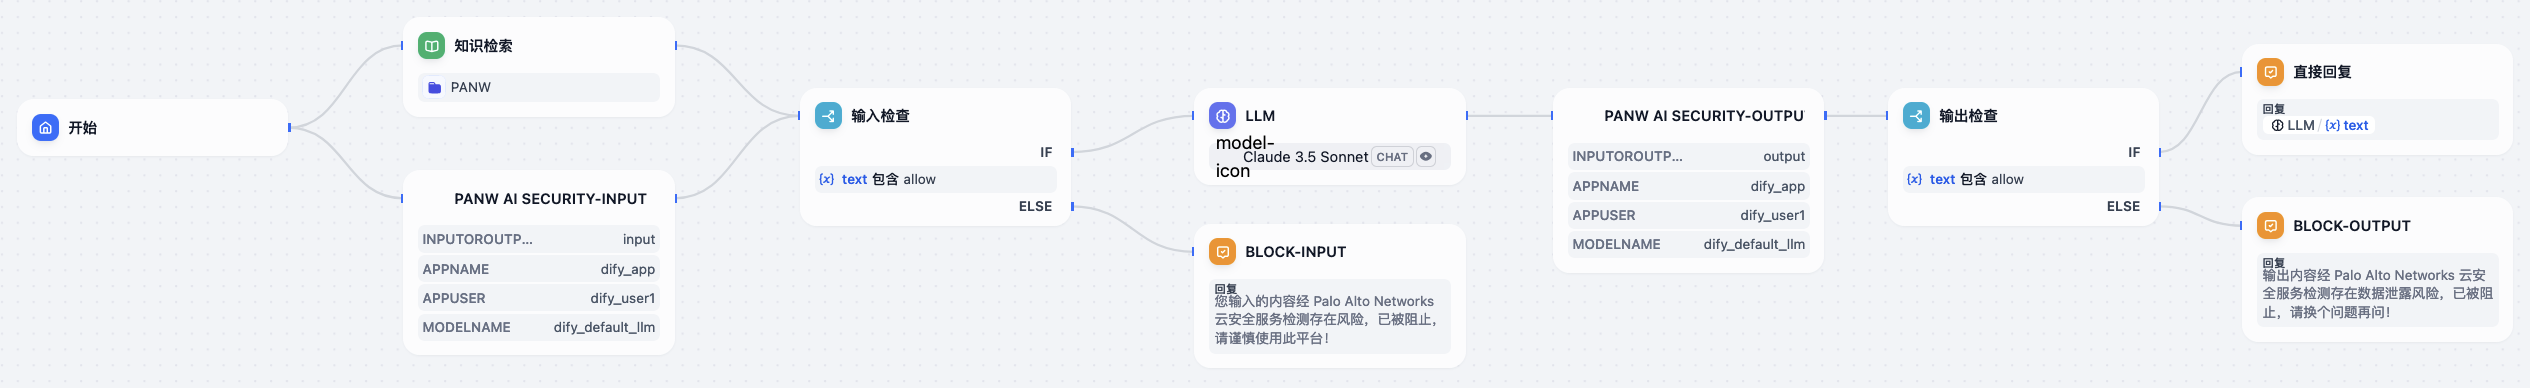 开始
知识检索
PANW
PANW AI SECURITY-INPUT
INPUTOROUTP... input
APPNAME dify_app
APPUSER dify_user1
MODELNAME dify_default_llm
输入检查
IF
{x} text 包含 allow
ELSE
LLM
model-icon
Claude 3.5 Sonnet CHAT
BLOCK-INPUT
回复
您输入的内容经 Palo Alto Networks
云安全服务检测存在风险，已被阻止，
请谨慎使用此平台！
PANW AI SECURITY-OUTPU
INPUTOROUTP... output
APPNAME dify_app
APPUSER dify_user1
MODELNAME dify_default_llm
输出检查
IF
{x} text 包含 allow
ELSE
直接回复
回复
LLM / {x} text
BLOCK-OUTPUT
回复
输出内容经 Palo Alto Networks 云安
全服务检测存在数据泄露风险，已被阻
止，请换个问题再问！